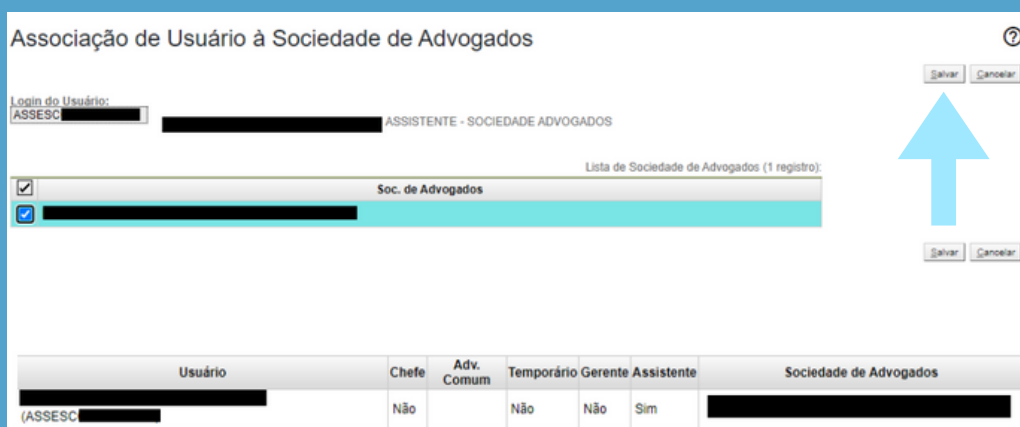 Associação de Usuário à Sociedade de Advogados
?
Salvar Cancelar
Login do Usuário:
ASSESC
ASSISTENTE - SOCIEDADE ADVOGADOS
Lista de Sociedade de Advogados (1 registro):
Soc. de Advogados
Salvar Cancelar
Usuário Chefe Adv. Comum Temporário Gerente Assistente Sociedade de Advogados
Não Não Não Sim
(ASSESC